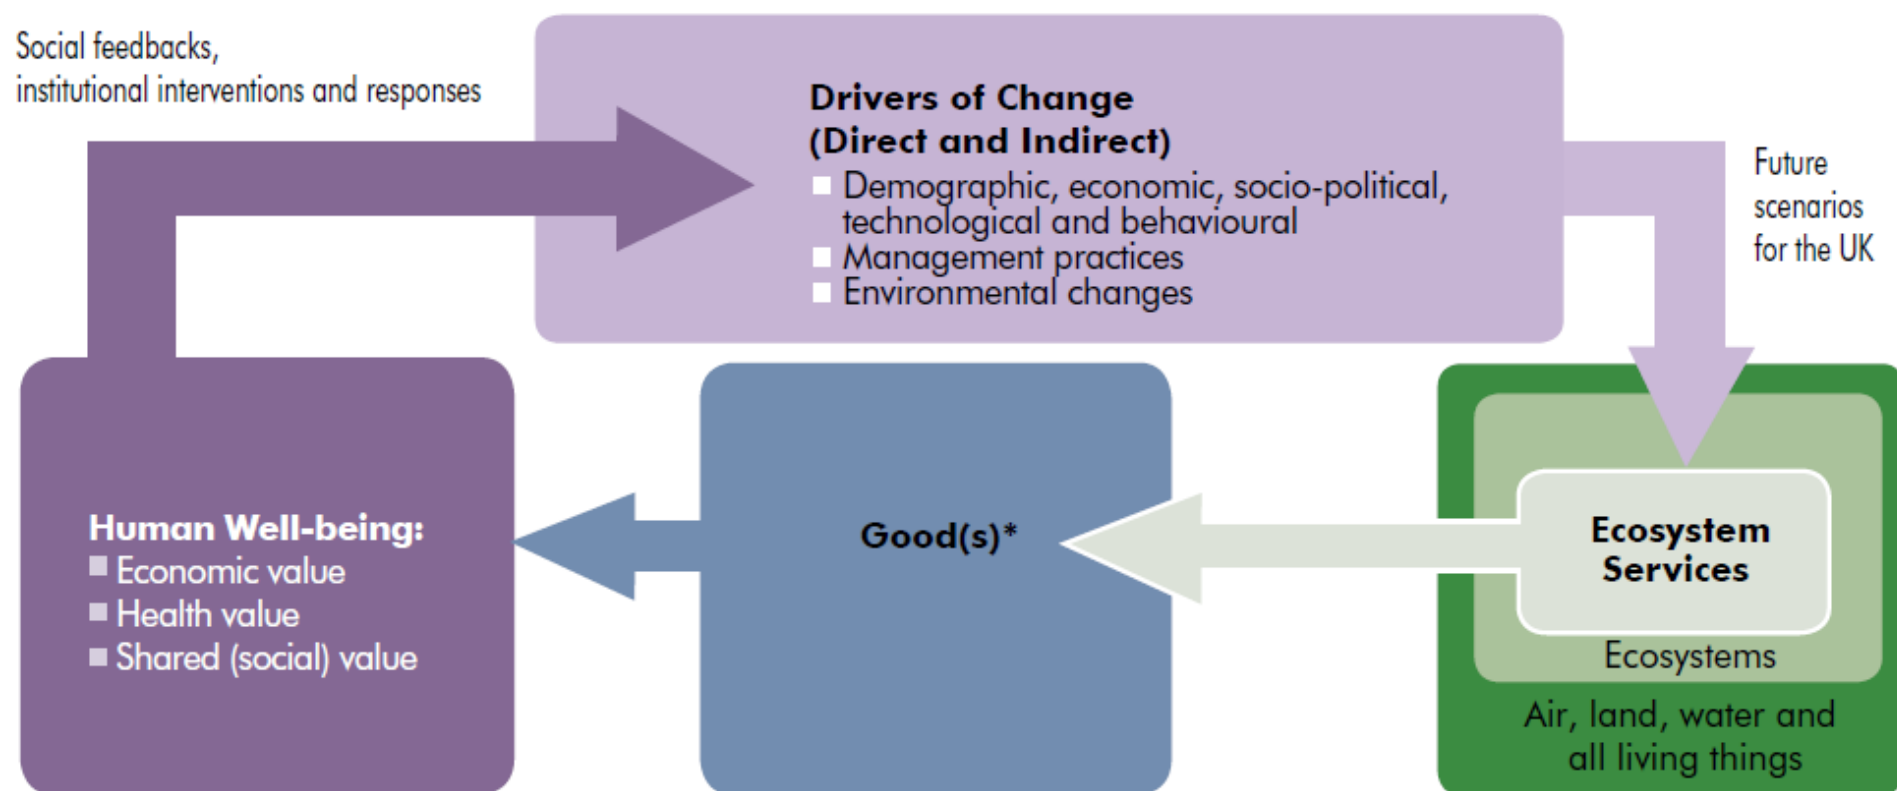 Social feedbacks,
institutional interventions and responses
Drivers of Change
(Direct and Indirect)
Demographic, economic, socio-political,
technological and behavioural
Management practices
Environmental changes
Future
scenarios
for the UK
Human Well-being:
Economic value
Health value
Shared (social) value
Good(s)*
Ecosystem
Services
Ecosystems
Air, land, water and
all living things